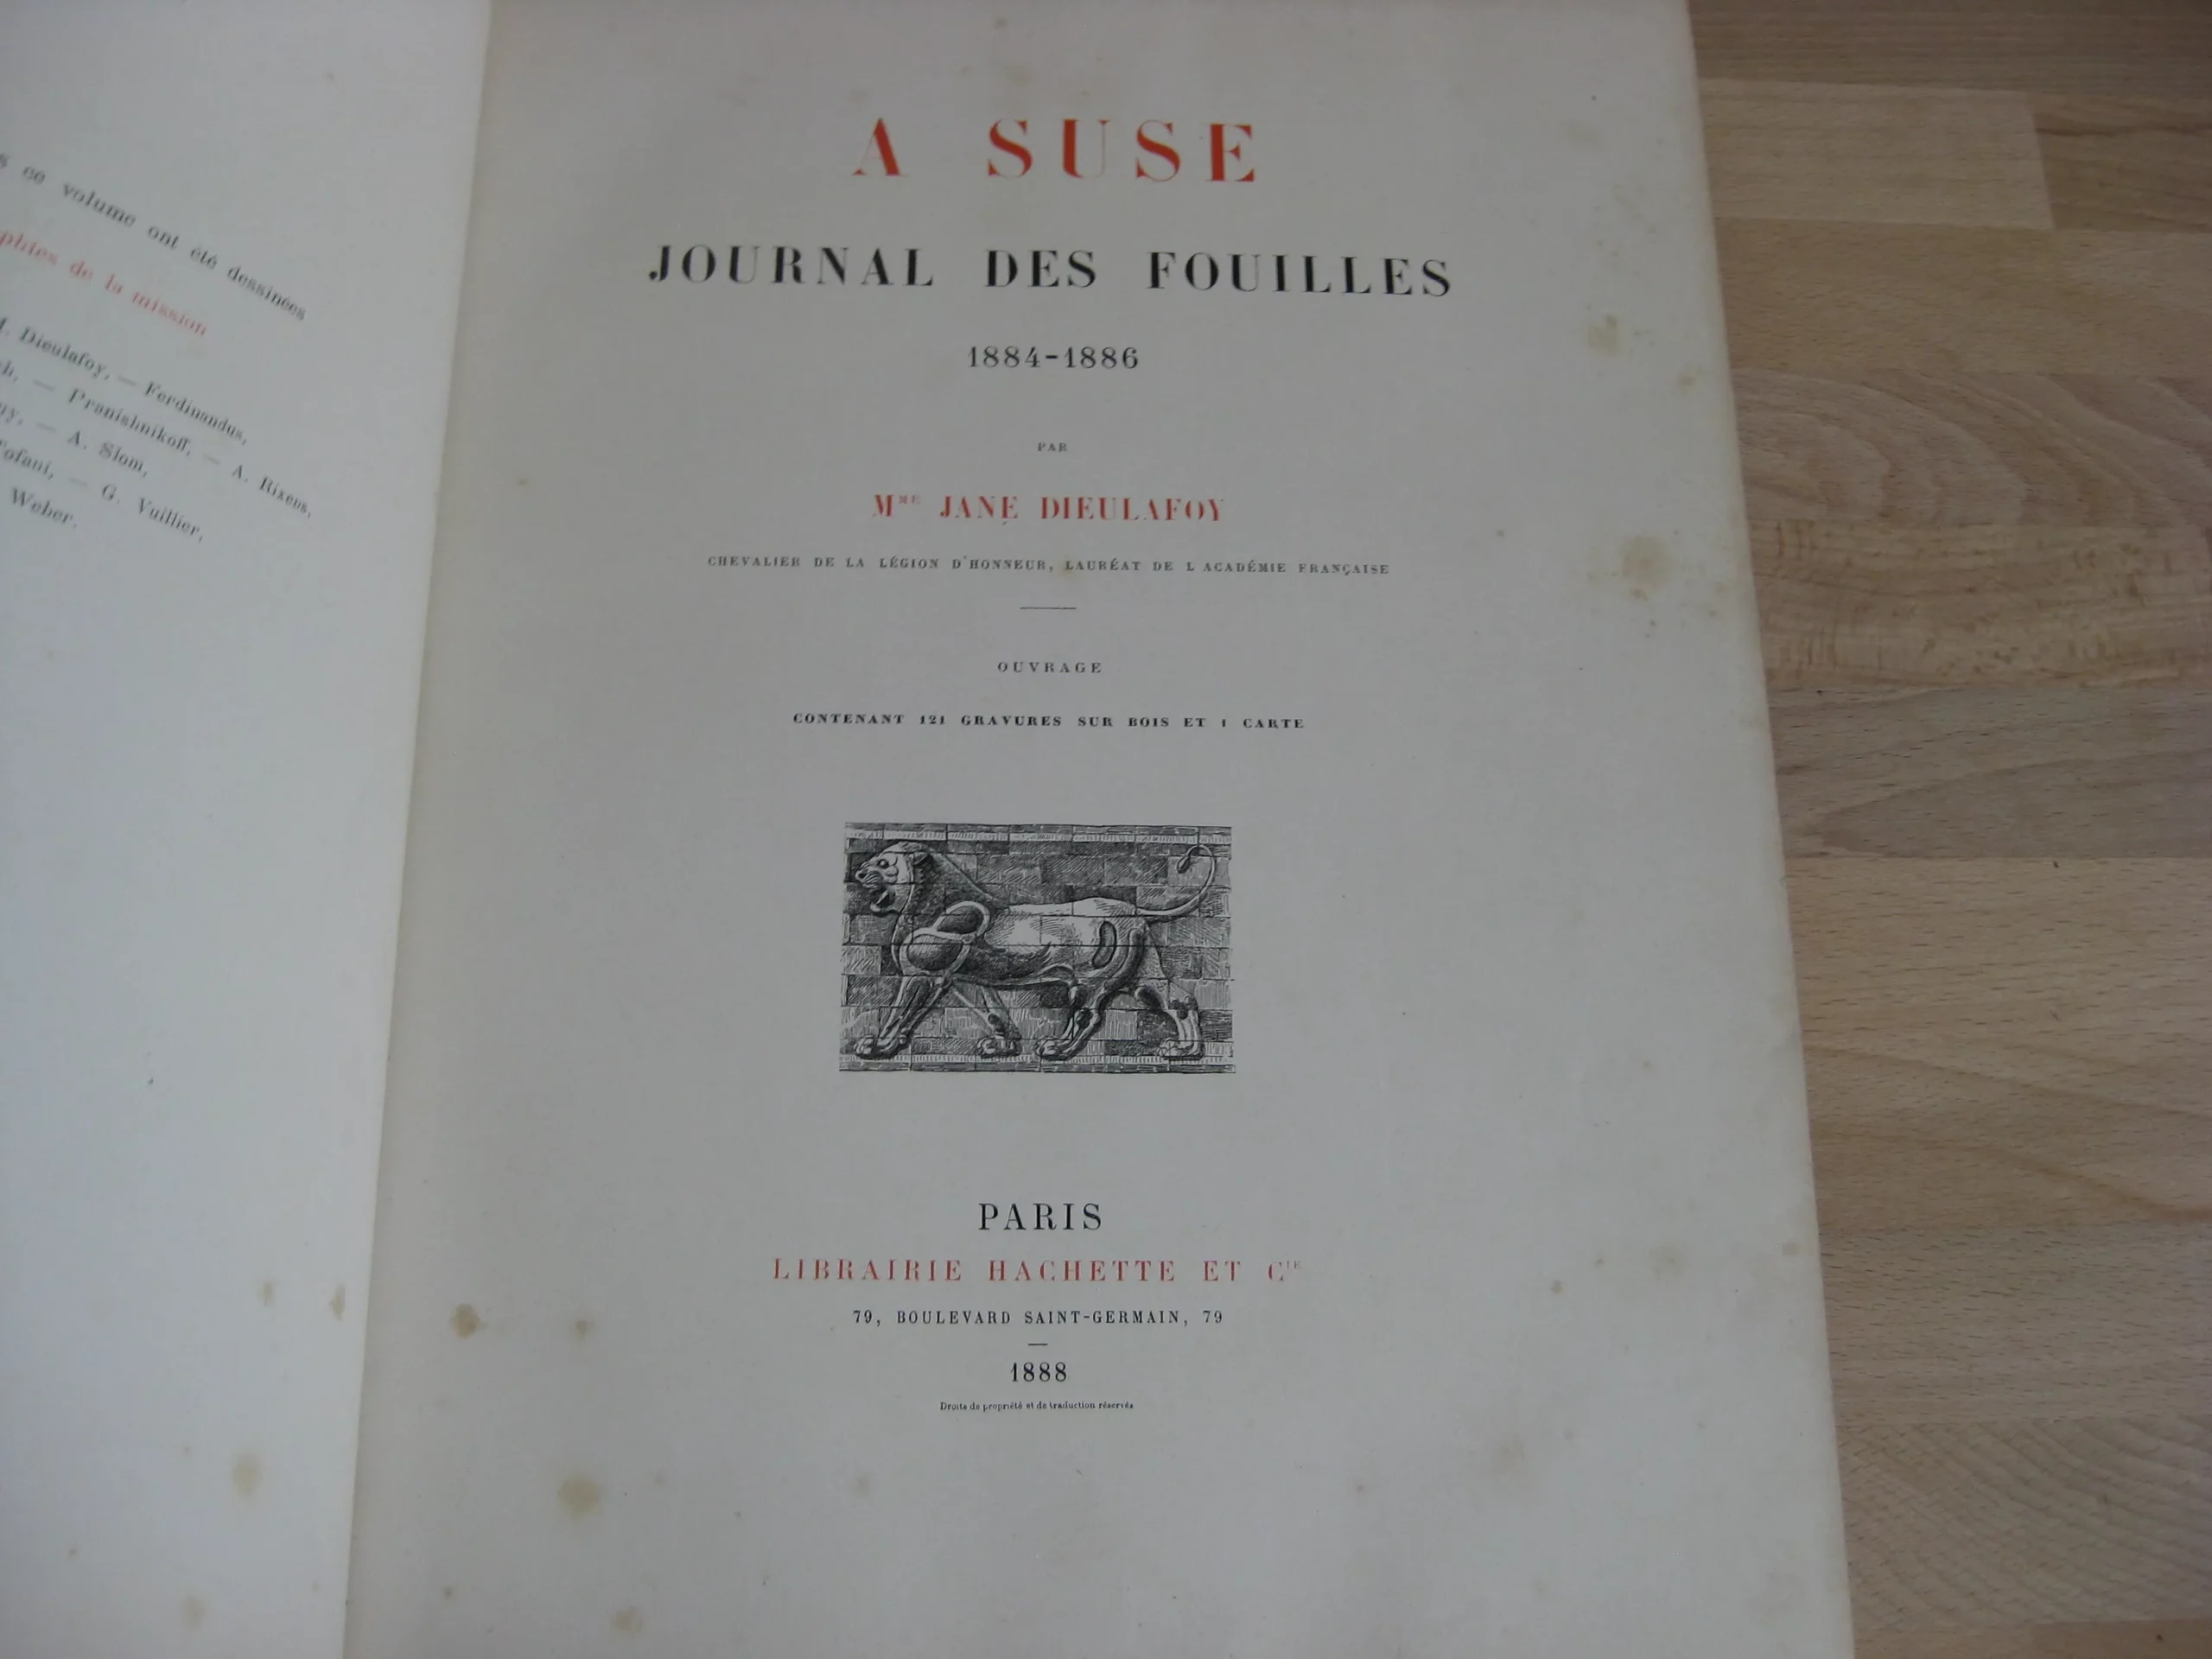 ce volume ont été dessinées
de la mission
Dieulafoy, — Ferdinandus,
— Pranishnikoff, — A. Rixens,
— A. Slom,
— G. Vuillier,
Weber.
A SUSE
JOURNAL DES FOUILLES
1884-1886
PAR
MME JANE DIEULAFOY
CHEVALIER DE LA LÉGION D'HONNEUR, LAURÉAT DE L ACADÉMIE FRANÇAISE
OUVRAGE
CONTENANT 121 GRAVURES SUR BOIS ET 1 CARTE
PARIS
LIBRAIRIE HACHETTE ET CIE
79, BOULEVARD SAINT-GERMAIN, 79
1888
Droits de propriété et de traduction réservés